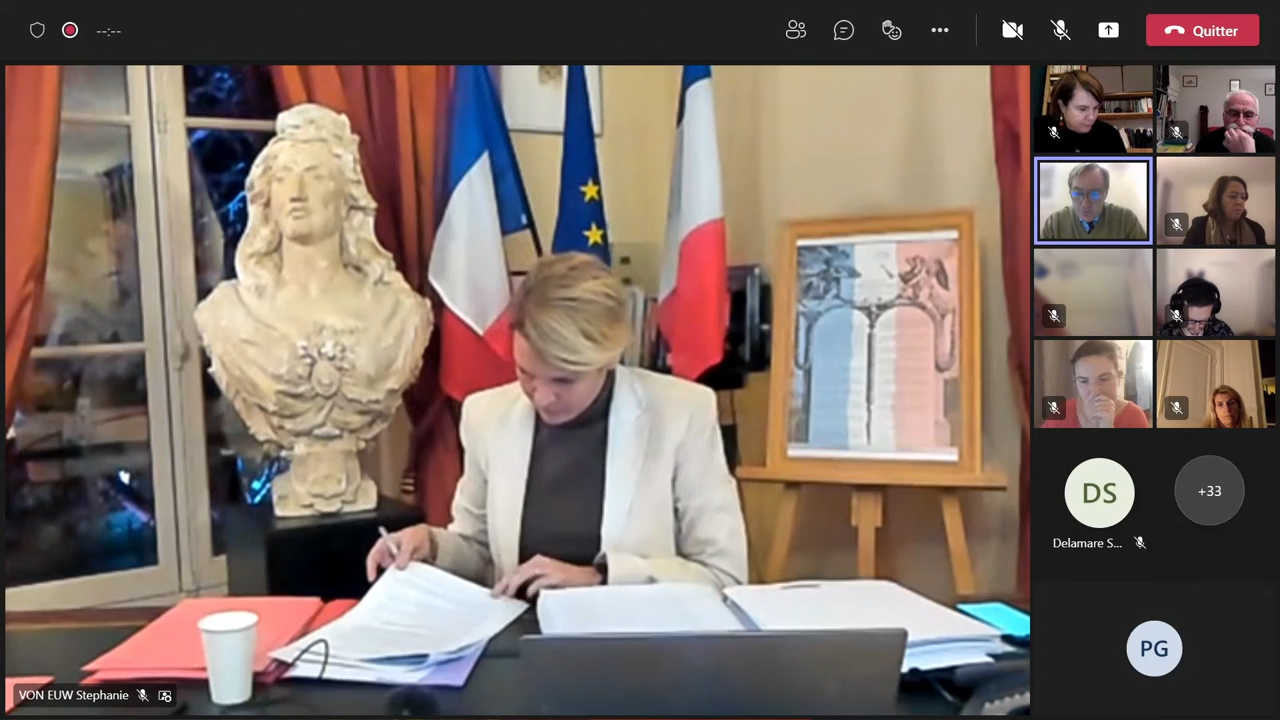 --:--
Quitter
VON EUW Stephanie
DS
+33
Delamare S...
PG